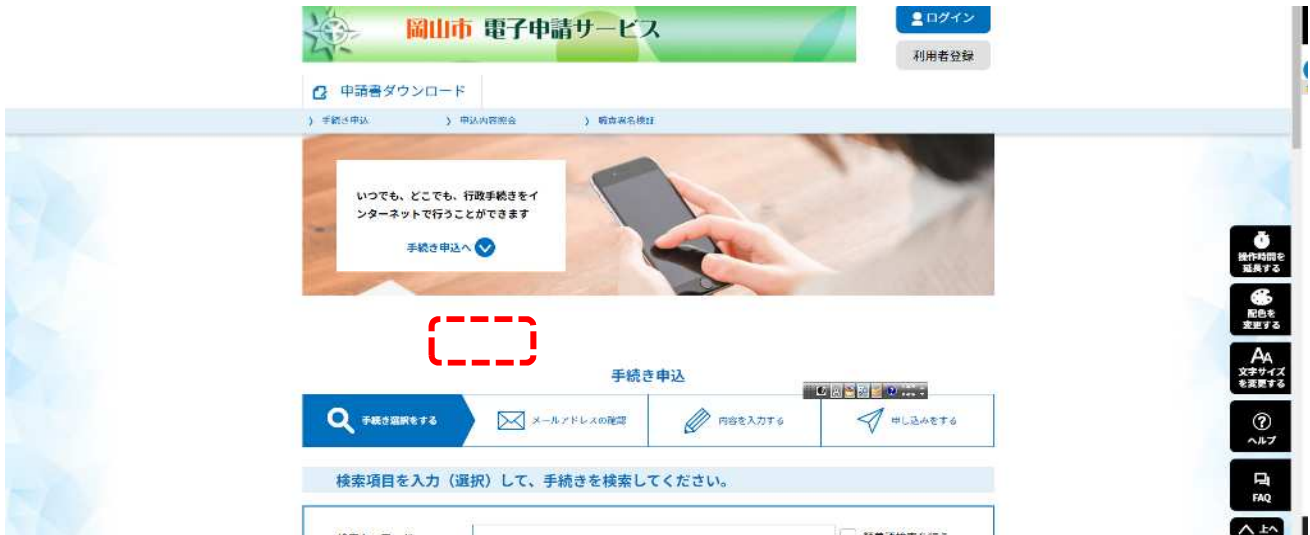 岡山市 電子申請サービス
ログイン
利用者登録
申請書ダウンロード
手続き申込
申込内容照会
職責署名検証
いつでも、どこでも、行政手続きをイ
ンターネットで行うことができます
手続き申込へ
操作時間を
延長する
配色を
変更する
文字サイズ
を変更する
ヘルプ
FAQ
上へ
手続き申込
手続き選択をする
メールアドレスの確認
内容を入力する
申し込みをする
検索項目を入力（選択）して、手続きを検索してください。